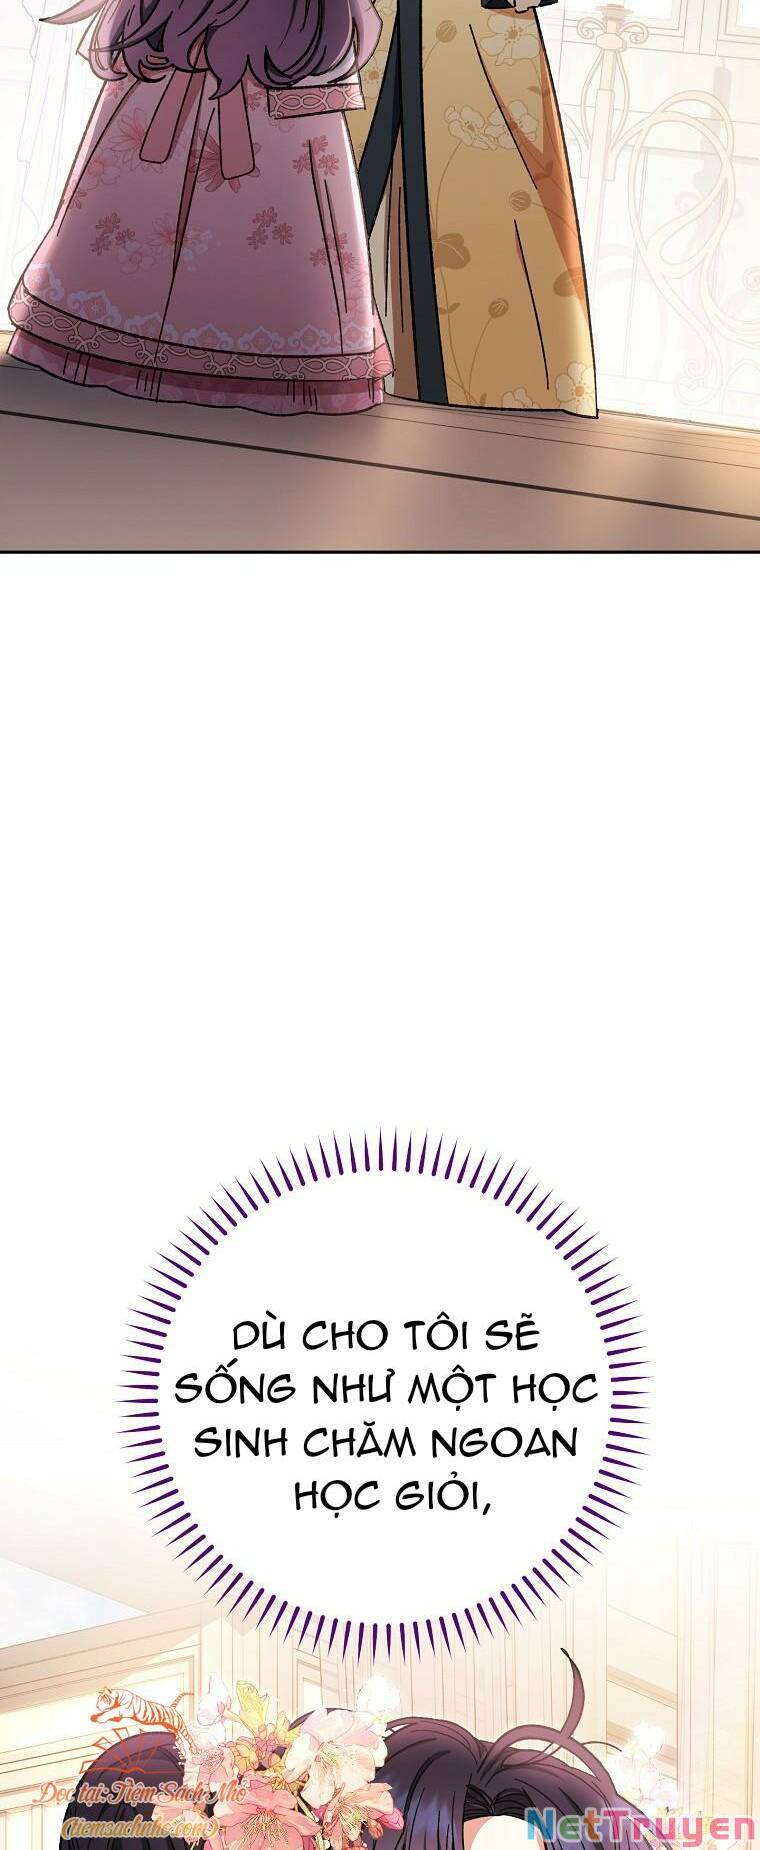 DÙ CHO TÔI SẼ
SỐNG NHƯ MỘT HỌC
SINH CHĂM NGOAN
HỌC GIỎI,
Đọc tại: Tiệm Sách Nhỏ
(tiemsachnho.com)
NetTruyen